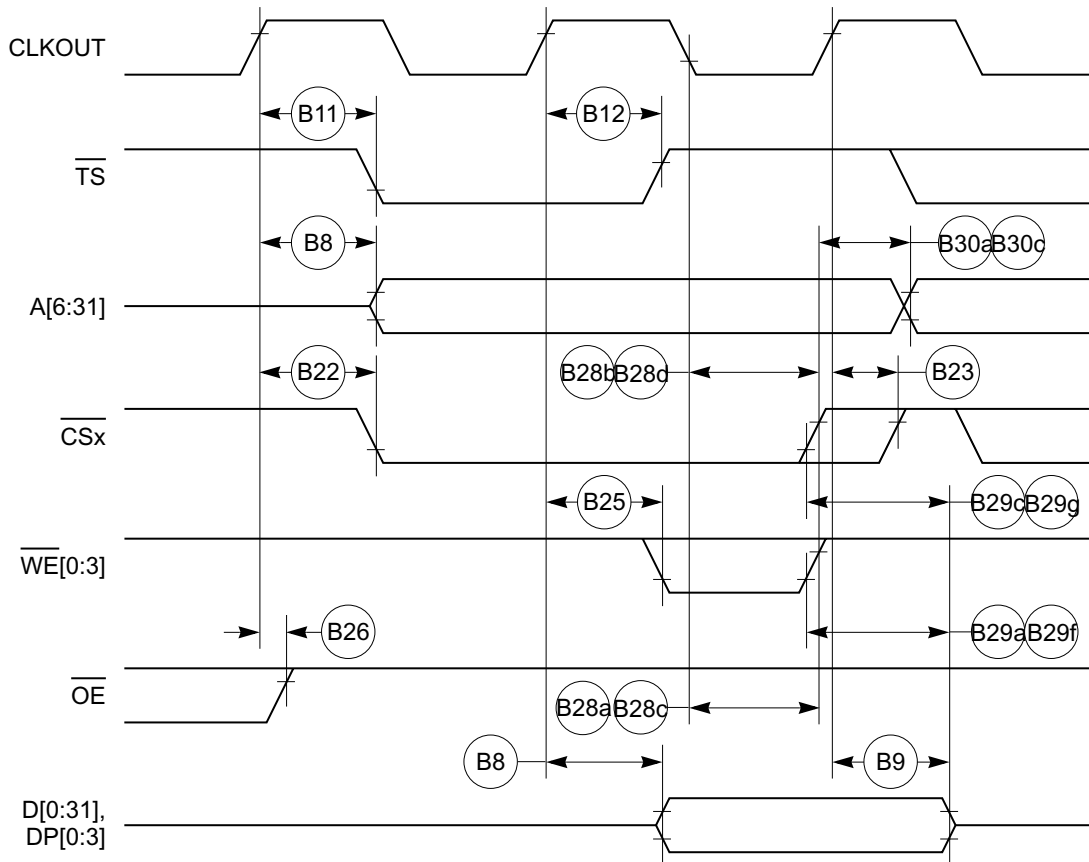 CLKOUT
B11
B12
TS
B8
B30a B30c
A[6:31]
B22
B28b B28d
B23
CSx
B25
B29c B29g
WE[0:3]
B26
B29a B29f
OE
B28a B28c
B8
B9
D[0:31],
DP[0:3]